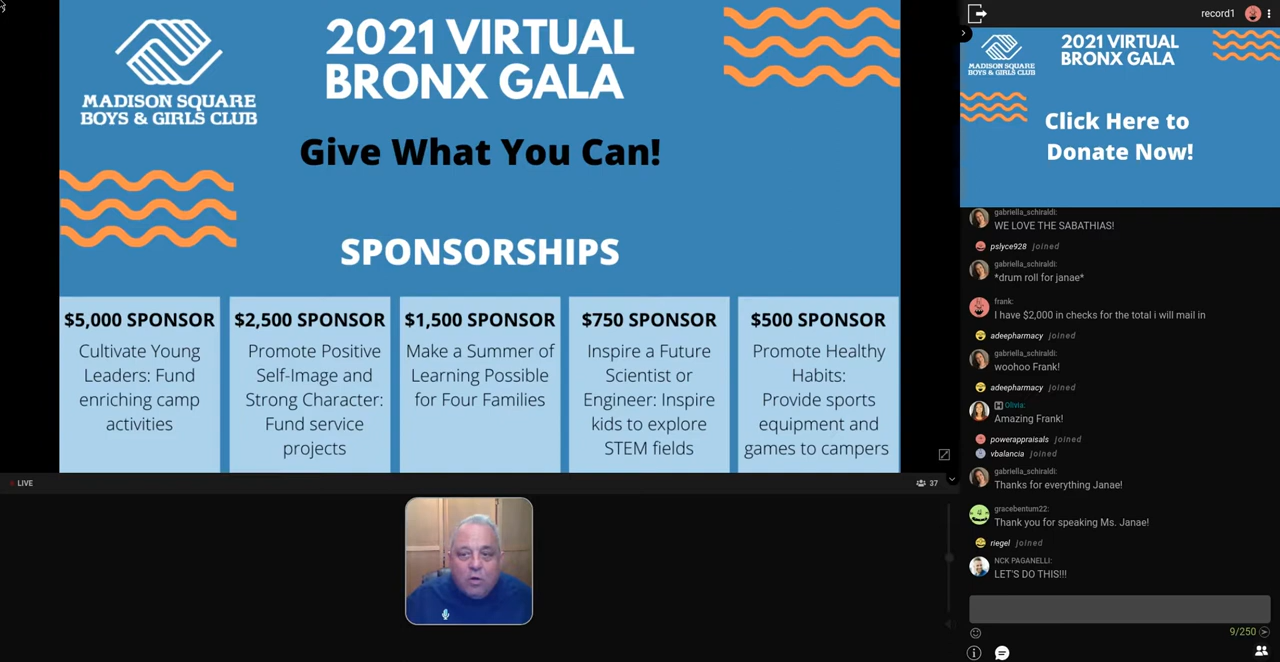 MADISON SQUARE
BOYS & GIRLS CLUB
2021 VIRTUAL
BRONX GALA
Give What You Can!
SPONSORSHIPS
$5,000 SPONSOR
Cultivate Young
Leaders: Fund
enriching camp
activities
$2,500 SPONSOR
Promote Positive
Self-Image and
Strong Character:
Fund service
projects
$1,500 SPONSOR
Make a Summer of
Learning Possible
for Four Families
$750 SPONSOR
Inspire a Future
Scientist or
Engineer: Inspire
kids to explore
STEM fields
$500 SPONSOR
Promote Healthy
Habits:
Provide sports
equipment and
games to campers
LIVE
37
record1
MADISON SQUARE
BOYS & GIRLS CLUB
2021 VIRTUAL
BRONX GALA
Click Here to
Donate Now!
gabriella_schiraldi:
WE LOVE THE SABATHIAS!
pslyce928 joined
gabriella_schiraldi:
*drum roll for janae*
frank:
I have $2,000 in checks for the total i will mail in
adeepharmacy joined
gabriella_schiraldi:
woohoo Frank!
adeepharmacy joined
H Olivia:
Amazing Frank!
powerappraisals joined
vbalancia joined
gabriella_schiraldi:
Thanks for everything Janae!
gracebentum22:
Thank you for speaking Ms. Janae!
riegel joined
NCK PAGANELLI:
LET'S DO THIS!!!
9/250